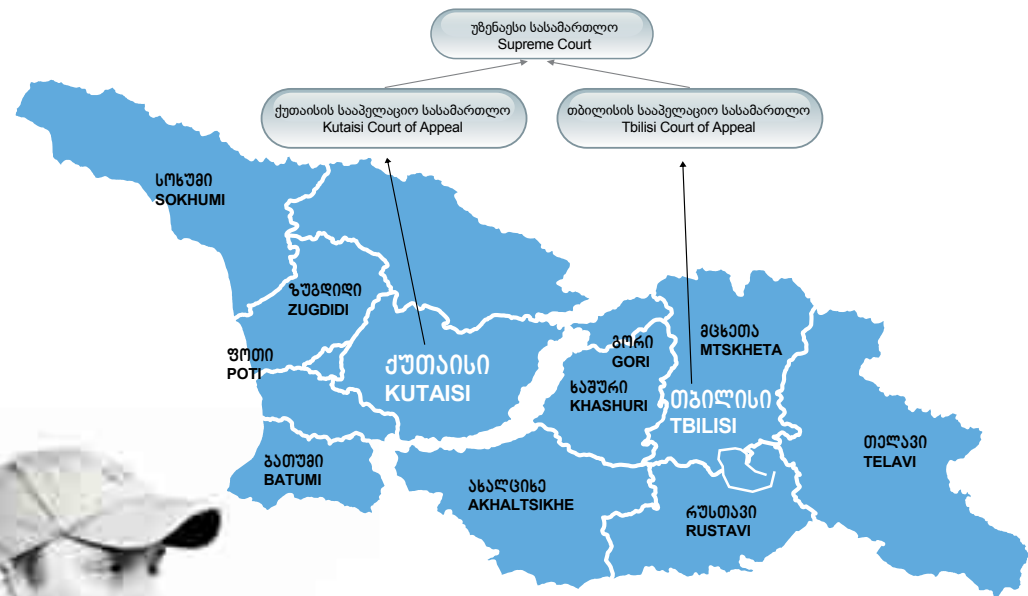 უზენაესი სასამართლო
Supreme Court
ქუთაისის სააპელაციო სასამართლო
Kutaisi Court of Appeal
თბილისის სააპელაციო სასამართლო
Tbilisi Court of Appeal
სოხუმი
SOKHUMI
ზუგდიდი
ZUGDIDI
ფოთი
POTI
ქუთაისი
KUTAISI
გორი
GORI
ხაშური
KHASHURI
მცხეთა
MTSKHETA
თბილისი
TBILISI
თელავი
TELAVI
ბათუმი
BATUMI
ახალციხე
AKHALTSIKHE
რუსთავი
RUSTAVI